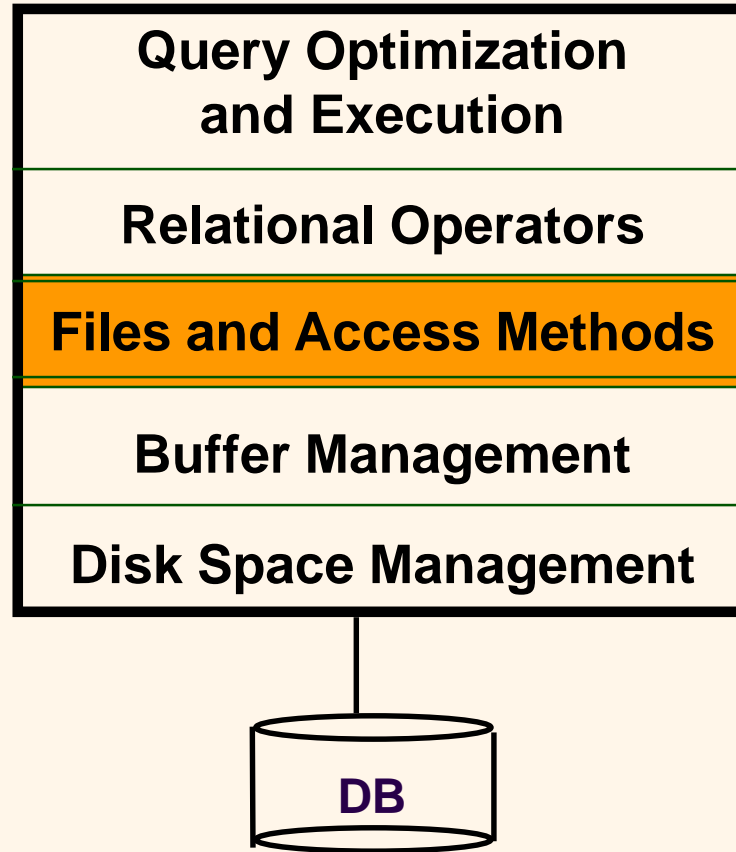 Query Optimization
and Execution
Relational Operators
Files and Access Methods
Buffer Management
Disk Space Management
DB